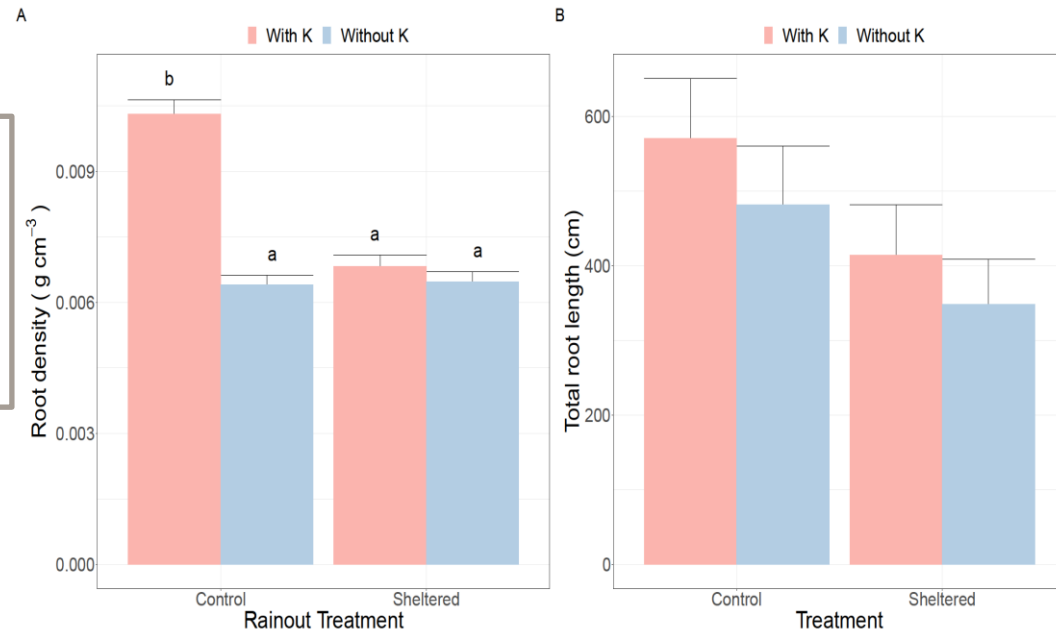 A
With K Without K
b
a
a
a
0.009
0.006
0.003
0.000
Root density ( g cm⁻³ )
Control Sheltered
Rainout Treatment
B
With K Without K
600
400
200
0
Total root length (cm)
Control Sheltered
Treatment